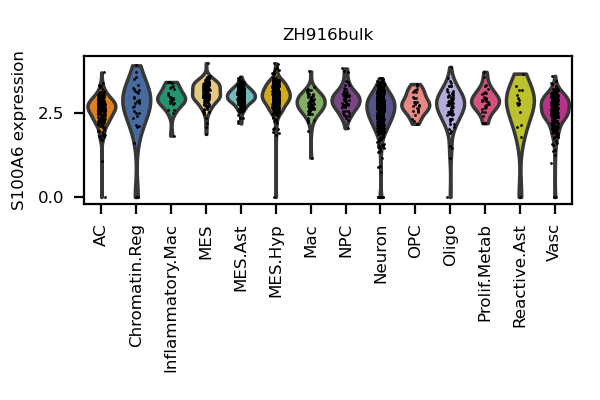 ZH916bulk
S100A6 expression
2.5
0.0
AC
Chromatin.Reg
Inflammatory.Mac
MES
MES.Ast
MES.Hyp
Mac
NPC
Neuron
OPC
Oligo
Prolif.Metab
Reactive.Ast
Vasc